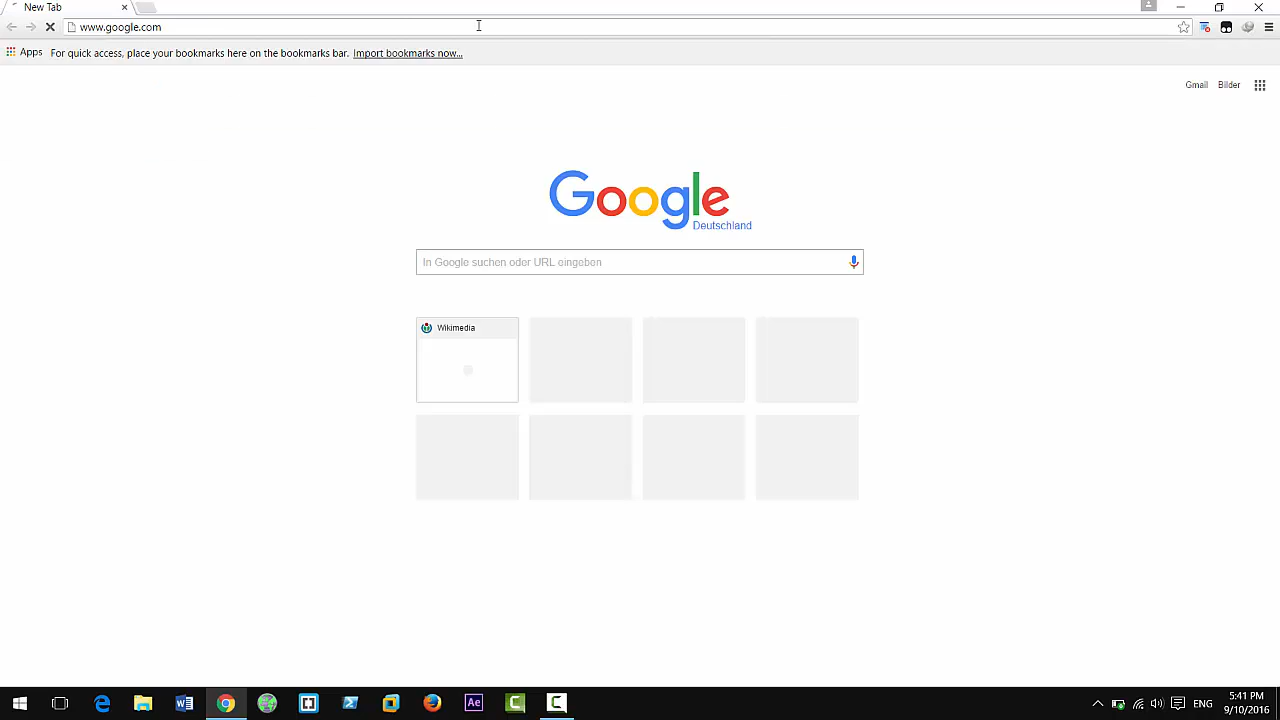 New Tab
www.google.com
Apps For quick access, place your bookmarks here on the bookmarks bar. Import bookmarks now...
Gmail Bilder
Google
Deutschland
In Google suchen oder URL eingeben
Wikimedia
Ae
ENG
5:41 PM
9/10/2016